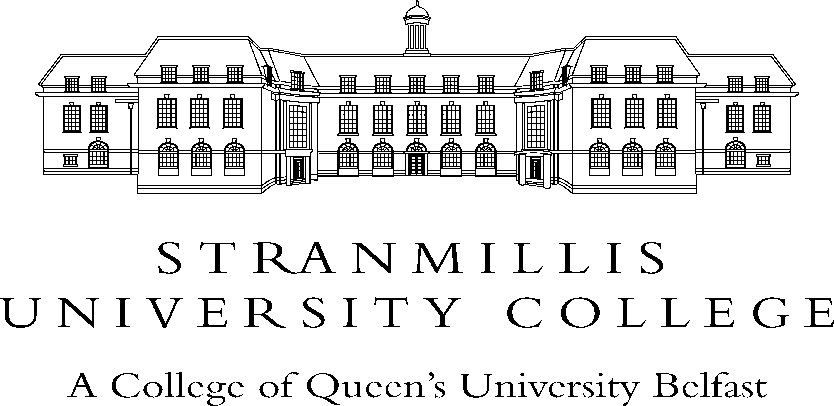 STRANMILLIS
UNIVERSITY COLLEGE
A College of Queen's University Belfast